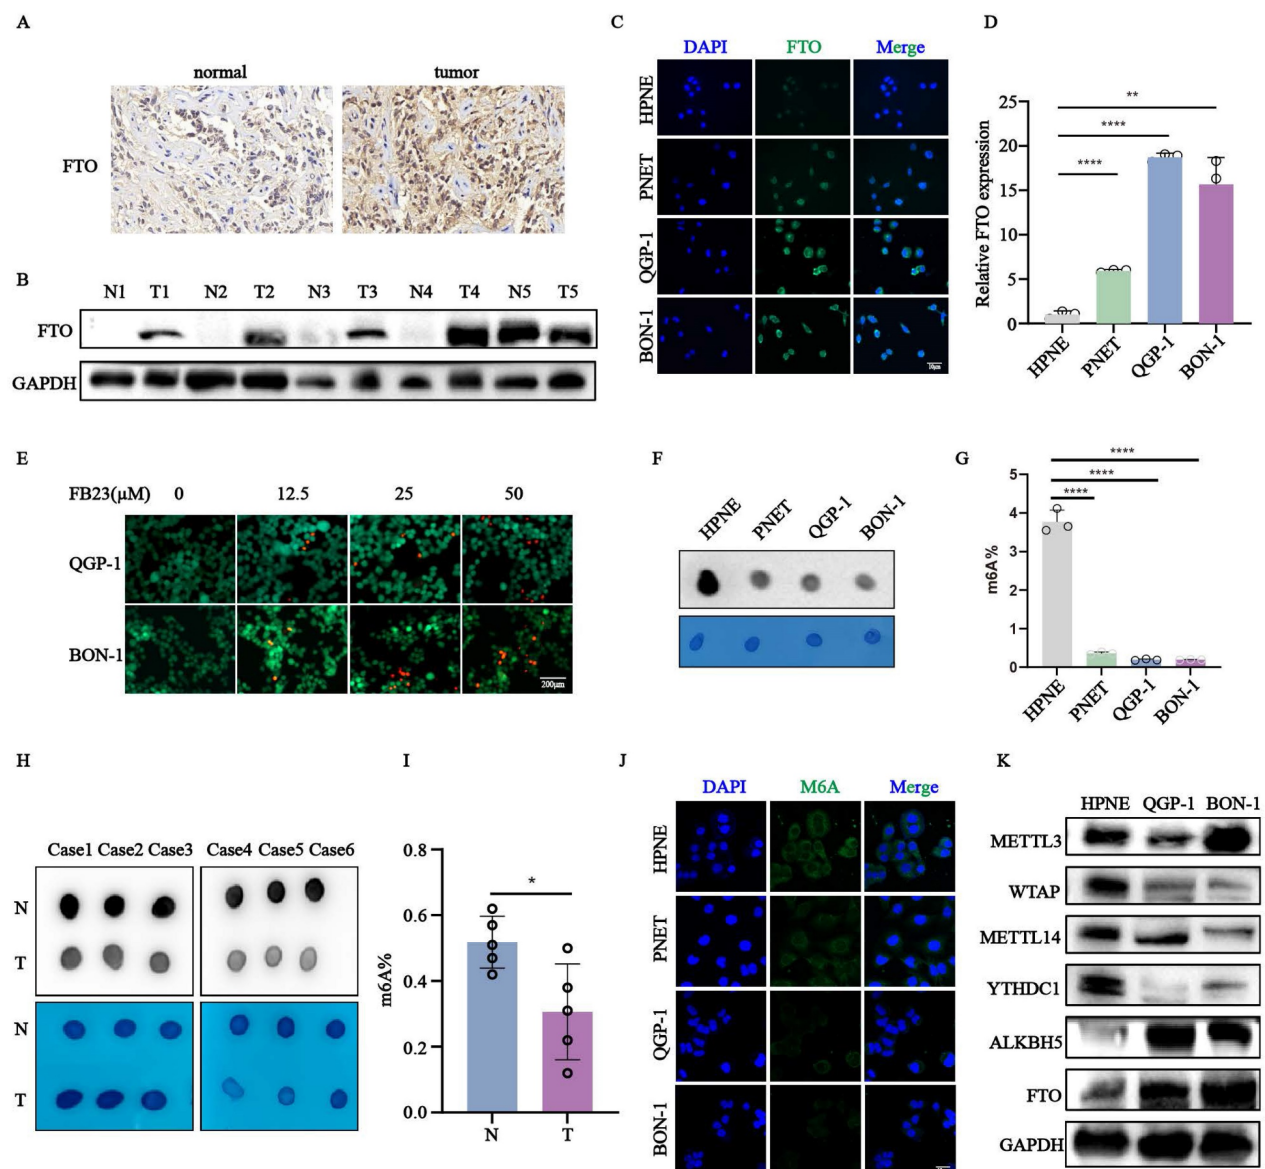 A
normal tumor
FTO
B
N1 T1 N2 T2 N3 T3 N4 T4 N5 T5
FTO
GAPDH
C
DAPI FTO Merge
HPNE
PNET
QGP-1
BON-1
10μm
D
**
****
****
Relative FTO expression
25
20
15
10
5
0
HPNE PNET QGP-1 BON-1
E
FB23(μM) 0 12.5 25 50
QGP-1
BON-1
200μm
F
HPNE PNET QGP-1 BON-1
G
****
****
****
m6A%
5
4
3
2
1
0
HPNE PNET QGP-1 BON-1
H
Case1 Case2 Case3 Case4 Case5 Case6
N
T
N
T
I
*
m6A%
0.8
0.6
0.4
0.2
0.0
N T
J
DAPI M6A Merge
HPNE
PNET
QGP-1
BON-1
K
HPNE QGP-1 BON-1
METTL3
WTAP
METTL14
YTHDC1
ALKBH5
FTO
GAPDH